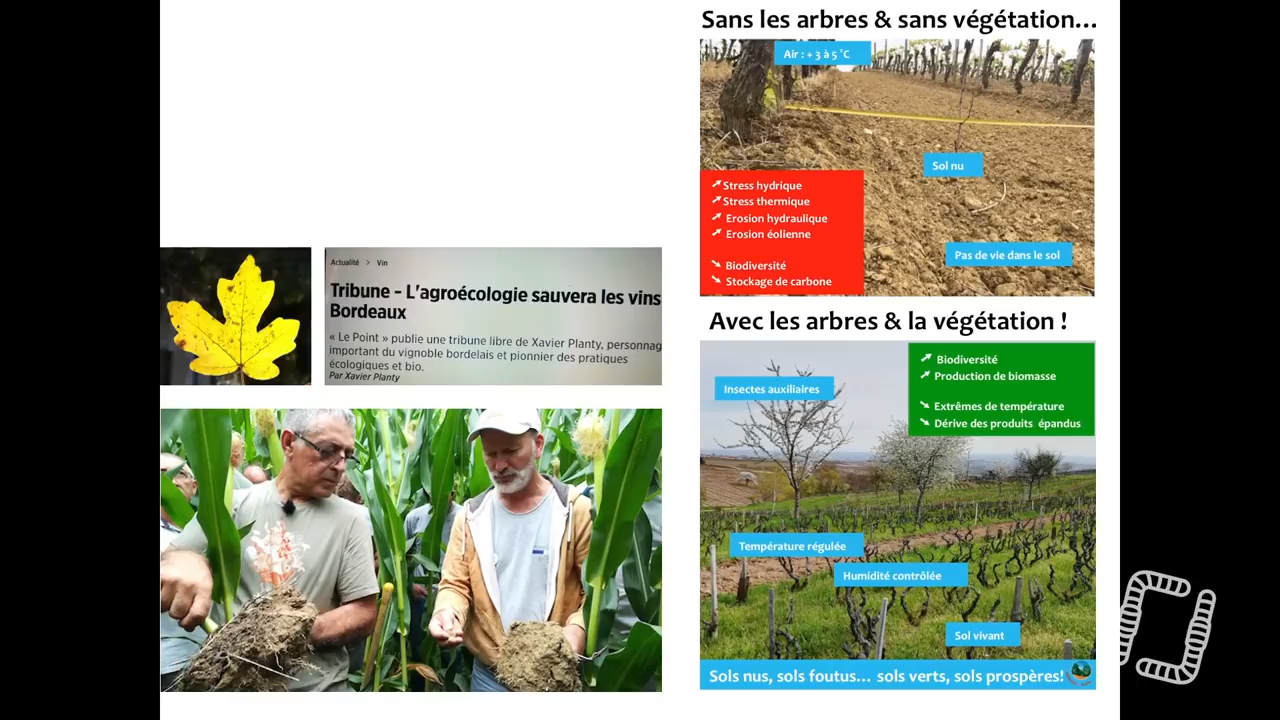 Actualité > Vin
Tribune – L'agroécologie sauvera les vins
Bordeaux
« Le Point » publie une tribune libre de Xavier Planty, personnag
important du vignoble bordelais et pionnier des pratiques
écologiques et bio.
Par Xavier Planty
Sans les arbres & sans végétation...
Air : + 3 à 5 °C
Sol nu
Stress hydrique
Stress thermique
Erosion hydraulique
Erosion éolienne
Biodiversité
Stockage de carbone
Pas de vie dans le sol
Avec les arbres & la végétation !
Biodiversité
Production de biomasse
Extrêmes de température
Dérive des produits épandus
Insectes auxiliaires
Température régulée
Humidité contrôlée
Sol vivant
Sols nus, sols foutus... sols verts, sols prospères!